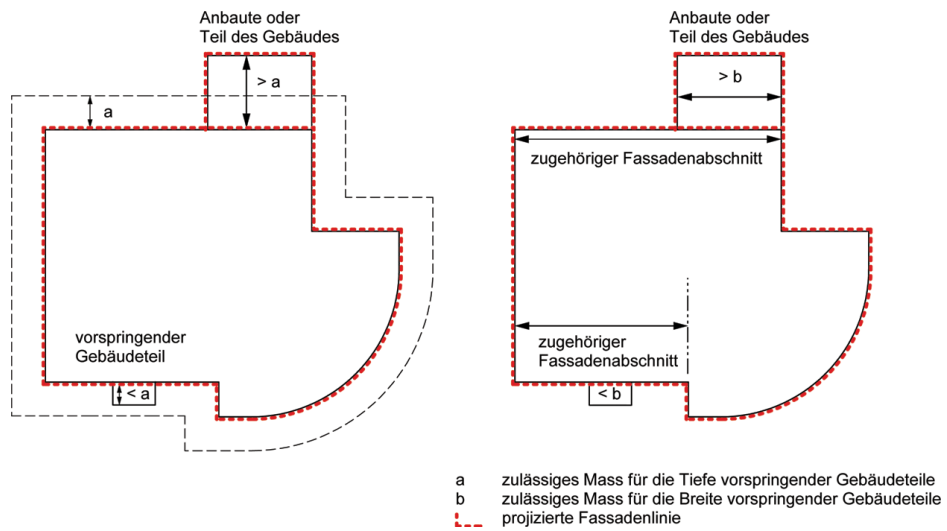 Anbaute oder
Teil des Gebäudes
> a
a
vorspringender
Gebäudeteil
< a
Anbaute oder
Teil des Gebäudes
> b
zugehöriger Fassadenabschnitt
zugehöriger
Fassadenabschnitt
< b
a zulässiges Mass für die Tiefe vorspringender Gebäudeteile
b zulässiges Mass für die Breite vorspringender Gebäudeteile
projizierte Fassadenlinie